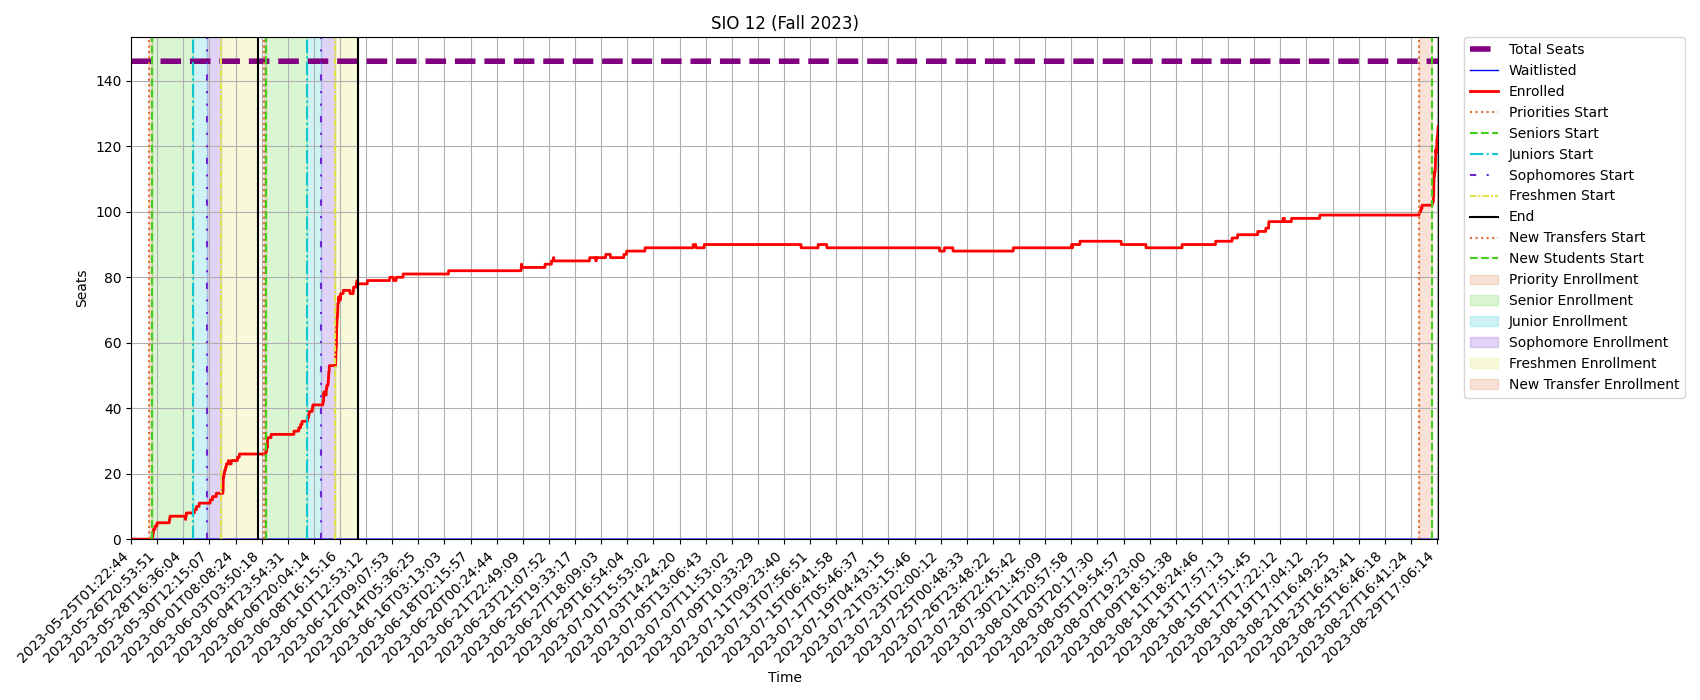 SIO 12 (Fall 2023)
Seats
0
20
40
60
80
100
120
140
2023-05-25T01:22:44
2023-05-26T20:53:51
2023-05-28T16:36:04
2023-05-30T12:15:07
2023-06-01T08:08:24
2023-06-03T03:50:18
2023-06-04T23:54:31
2023-06-06T20:04:14
2023-06-08T16:15:16
2023-06-10T12:53:12
2023-06-12T09:07:53
2023-06-14T05:36:25
2023-06-16T03:13:03
2023-06-18T02:15:57
2023-06-20T00:24:44
2023-06-21T22:49:09
2023-06-23T21:07:52
2023-06-25T19:33:17
2023-06-27T18:09:03
2023-06-29T16:54:04
2023-07-01T15:53:02
2023-07-03T14:24:20
2023-07-05T13:06:43
2023-07-07T11:53:02
2023-07-09T10:33:29
2023-07-11T09:23:40
2023-07-13T07:56:51
2023-07-15T06:41:58
2023-07-17T05:46:37
2023-07-19T04:43:15
2023-07-21T03:15:46
2023-07-23T02:00:12
2023-07-25T00:48:33
2023-07-26T23:48:22
2023-07-28T22:45:42
2023-07-30T21:45:09
2023-08-01T20:57:58
2023-08-03T20:17:30
2023-08-05T19:54:57
2023-08-07T19:23:00
2023-08-09T18:51:38
2023-08-11T18:24:46
2023-08-13T17:57:13
2023-08-15T17:51:45
2023-08-17T17:22:12
2023-08-19T17:04:12
2023-08-21T16:49:25
2023-08-23T16:43:41
2023-08-25T16:46:18
2023-08-27T16:41:24
2023-08-29T17:06:14
Time
Total Seats
Waitlisted
Enrolled
Priorities Start
Seniors Start
Juniors Start
Sophomores Start
Freshmen Start
End
New Transfers Start
New Students Start
Priority Enrollment
Senior Enrollment
Junior Enrollment
Sophomore Enrollment
Freshmen Enrollment
New Transfer Enrollment